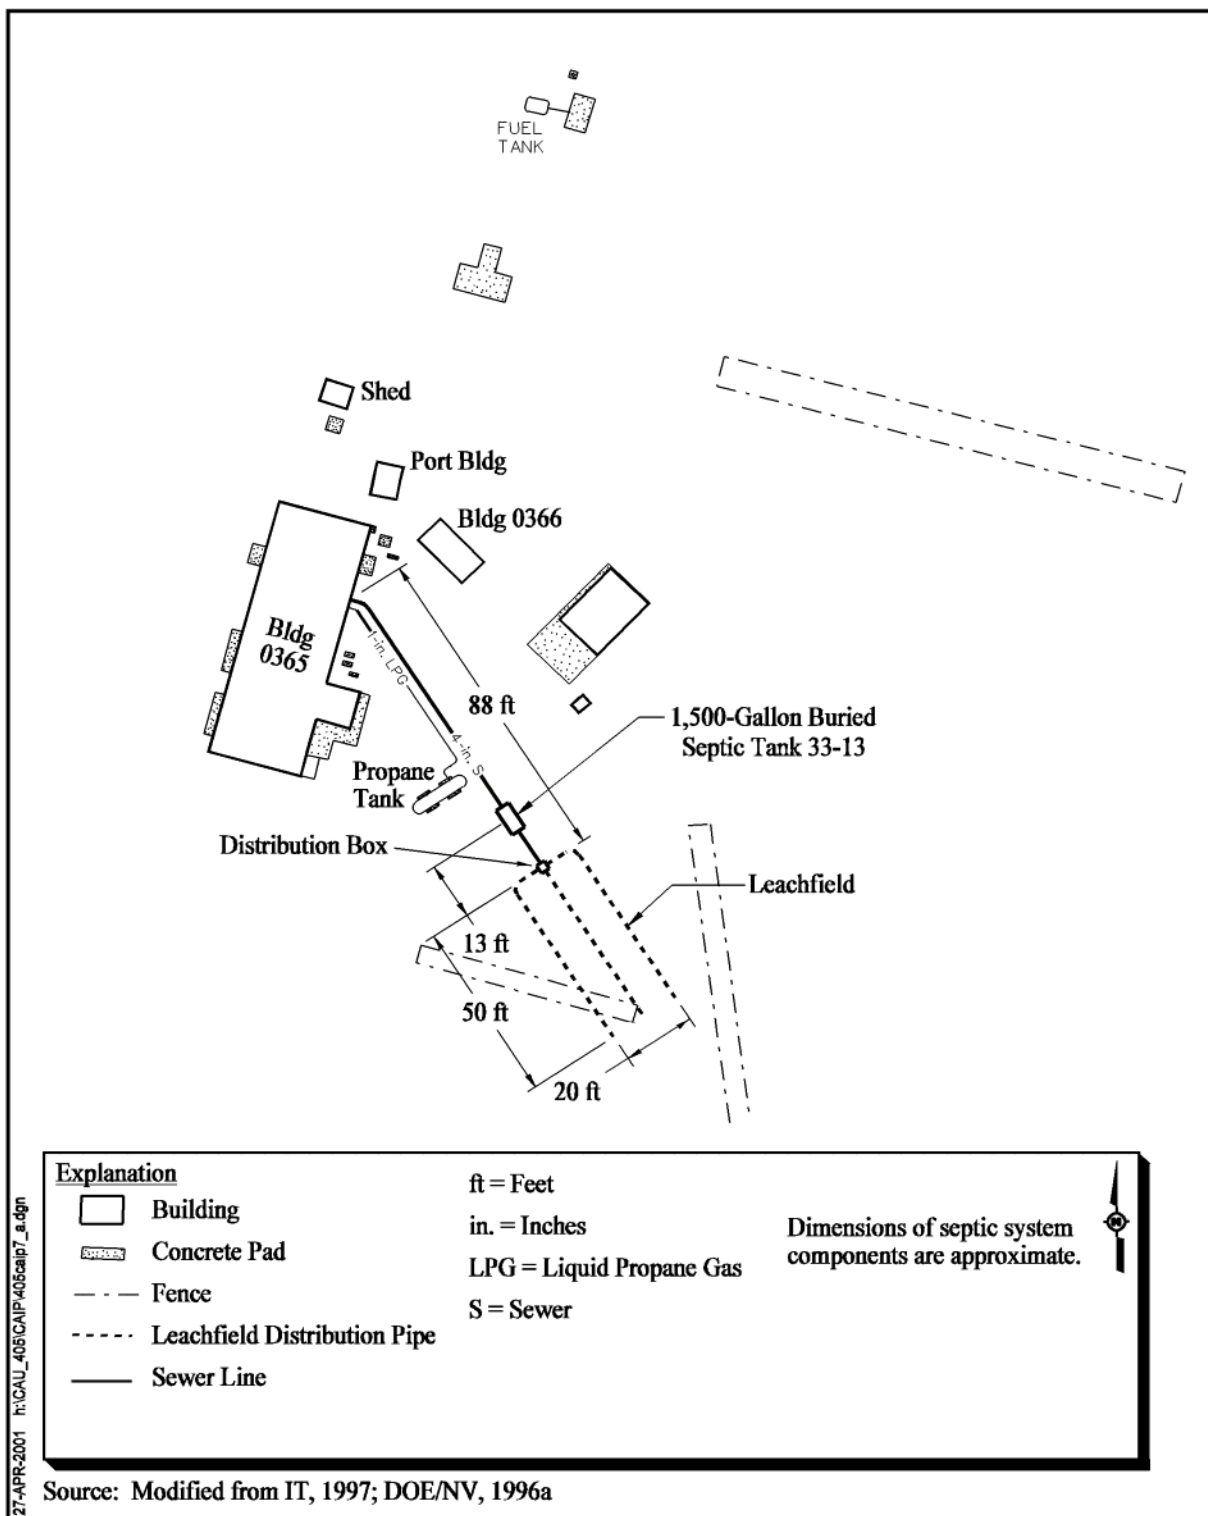 FUEL
TANK
Shed
Port Bldg
Bldg 0366
Bldg
0365
1-in. LPG
88 ft
4-in. S
1,500-Gallon Buried
Septic Tank 33-13
Propane
Tank
Distribution Box
Leachfield
13 ft
50 ft
20 ft
Explanation
Building
Concrete Pad
Fence
Leachfield Distribution Pipe
Sewer Line
ft = Feet
in. = Inches
LPG = Liquid Propane Gas
S = Sewer
Dimensions of septic system
components are approximate.
N
27-APR-2001 h:\CAU_405\CAIP\405caip7_a.dgn
Source: Modified from IT, 1997; DOE/NV, 1996a